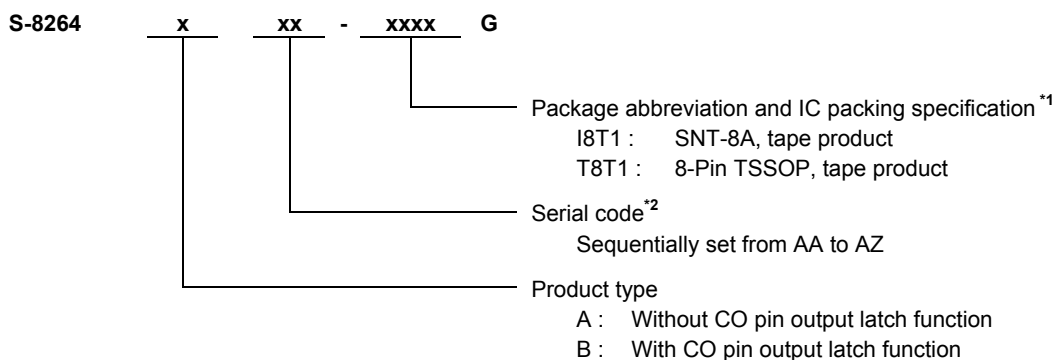 S-8264 x xx - xxxx G
Package abbreviation and IC packing specification *1
I8T1 : SNT-8A, tape product
T8T1 : 8-Pin TSSOP, tape product
Serial code*2
Sequentially set from AA to AZ
Product type
A : Without CO pin output latch function
B : With CO pin output latch function